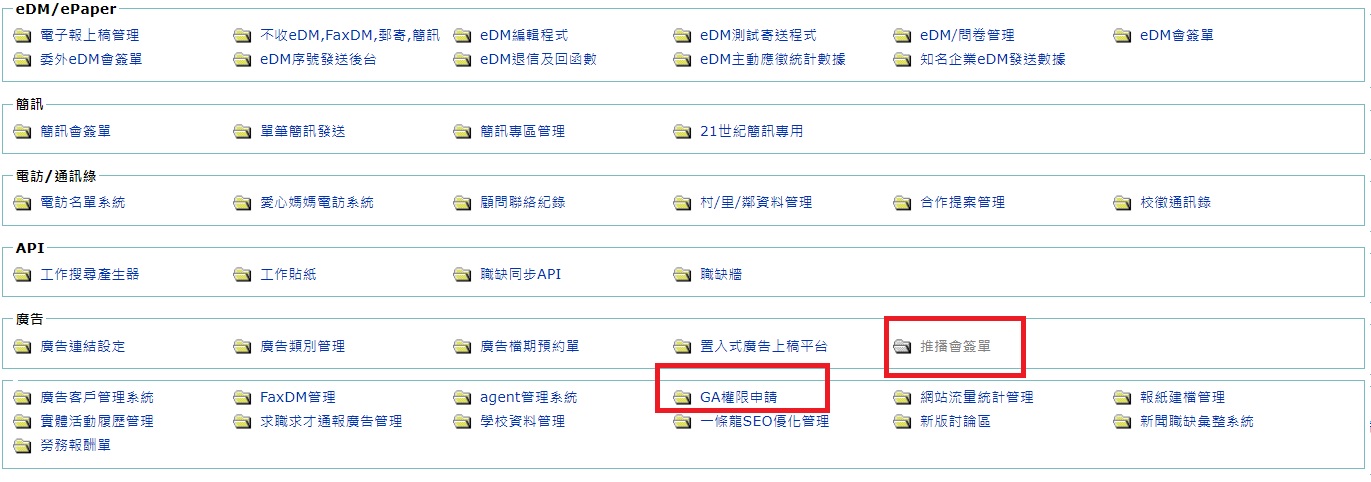 eDM/ePaper
電子報上稿管理 不收eDM,FaxDM,郵寄,簡訊 eDM編輯程式 eDM測試寄送程式 eDM/問卷管理 eDM會簽單
委外eDM會簽單 eDM序號發送後台 eDM退信及回函數 eDM主動應徵統計數據 知名企業eDM發送數據
簡訊
簡訊會簽單 單筆簡訊發送 簡訊專區管理 21世紀簡訊專用
電訪/通訊綠
電訪名單系統 愛心媽媽電訪系統 顧問聯絡紀錄 村/里/鄰資料管理 合作提案管理 校徵通訊錄
API
工作搜尋產生器 工作貼紙 職缺同步API 職缺牆
廣告
廣告連結設定 廣告類別管理 廣告檔期預約單 置入式廣告上稿平台 推播會簽單
廣告客戶管理系統 FaxDM管理 agent管理系統 GA權限申請 網站流量統計管理 報紙建檔管理
實體活動履歷管理 求職求才通報廣告管理 學校資料管理 一條龍SEO優化管理 新版討論區 新聞職缺彙整系統
勞務報酬單